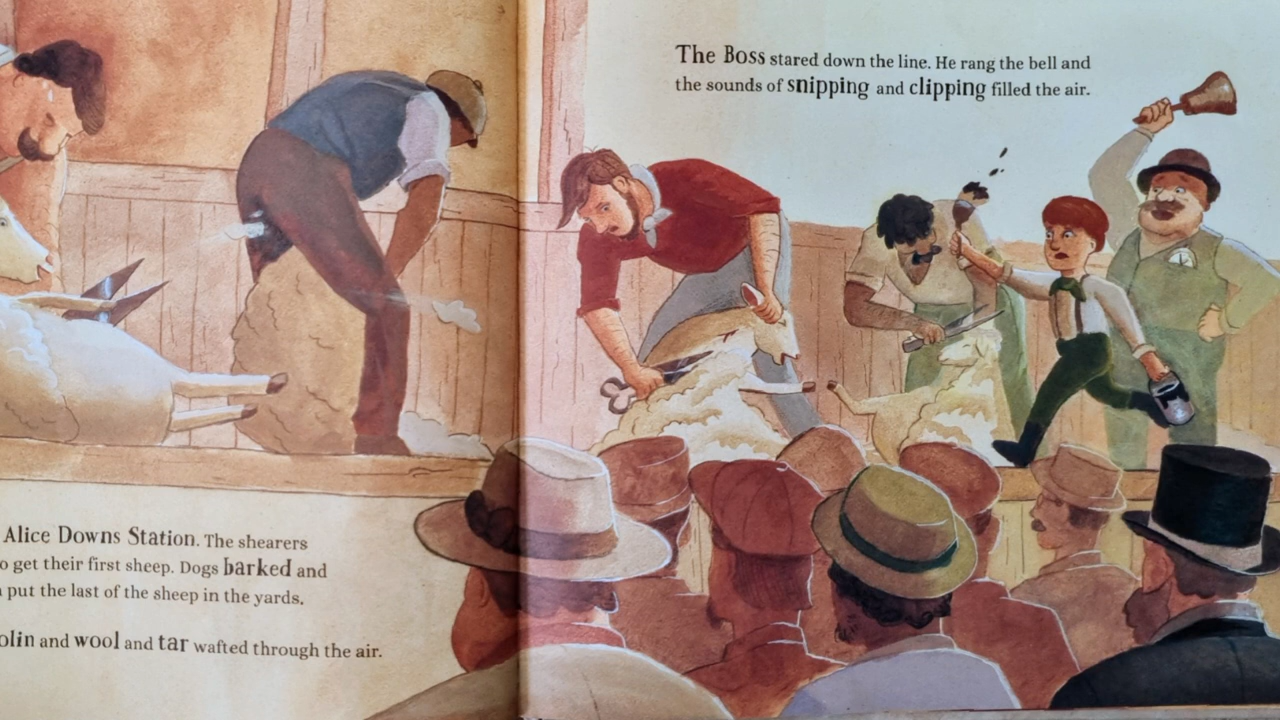 Alice Downs Station. The shearers
get their first sheep. Dogs barked and
put the last of the sheep in the yards.
and wool and tar wafted through the air.
The Boss stared down the line. He rang the bell and
the sounds of snipping and clipping filled the air.